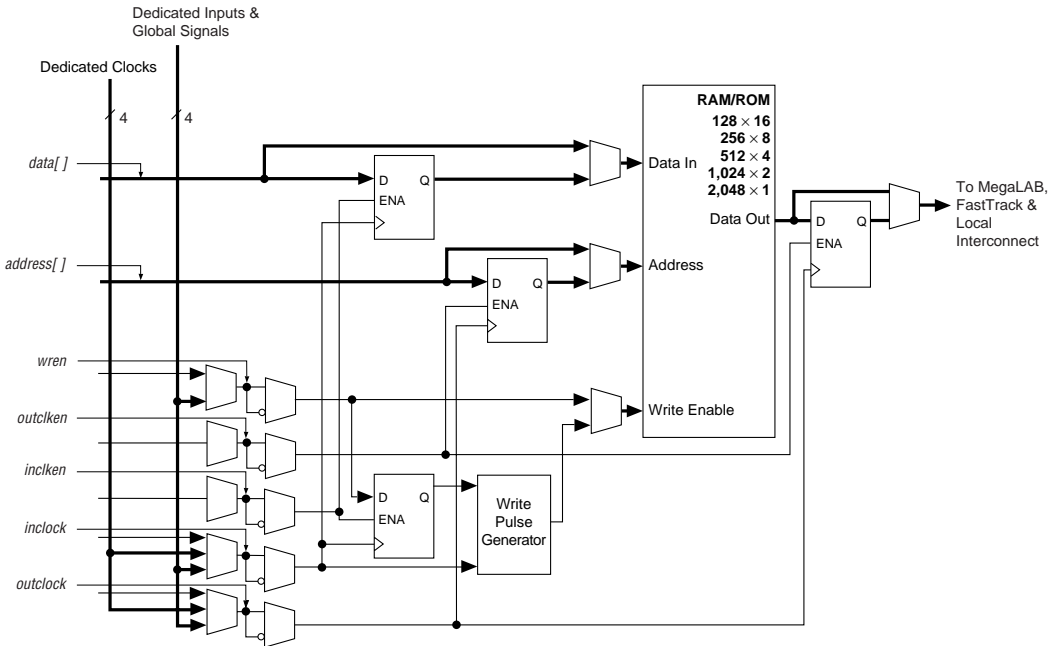 Dedicated Inputs &
Global Signals
Dedicated Clocks
4
4
RAM/ROM
128 × 16
256 × 8
512 × 4
1,024 × 2
2,048 × 1
data[ ]
D Q
ENA
Data In
Data Out
D Q
ENA
To MegaLAB,
FastTrack &
Local
Interconnect
address[ ]
D Q
ENA
Address
wren
Write Enable
outclken
inclken
D Q
ENA
Write
Pulse
Generator
inclock
outclock